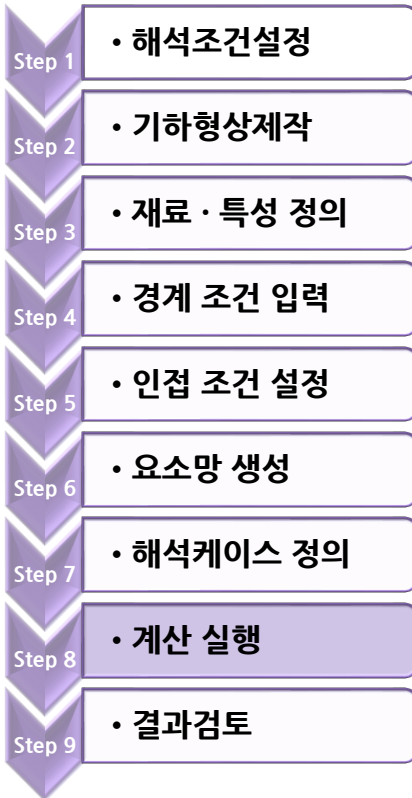 Step 1
• 해석조건설정
Step 2
• 기하형상제작
Step 3
• 재료 · 특성 정의
Step 4
• 경계 조건 입력
Step 5
• 인접 조건 설정
Step 6
• 요소망 생성
Step 7
• 해석케이스 정의
Step 8
• 계산 실행
Step 9
• 결과검토